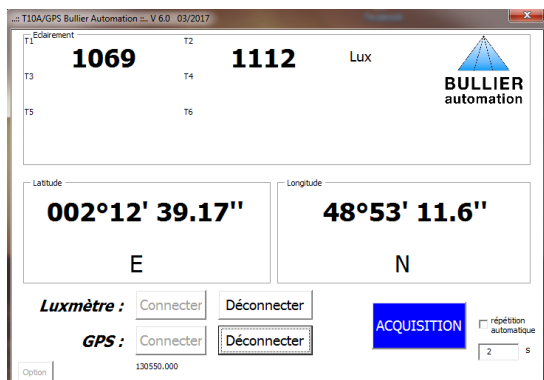 ..:: T10A/GPS Bullier Automation ::.. V 6.0 03/2017
Eclairement
T1 1069 T2 1112 Lux
T3 T4
T5 T6
BULLIER
automation
Latitude
002°12' 39.17''
E
Longitude
48°53' 11.6''
N
Luxmètre : Connecter Déconnecter
GPS : Connecter Déconnecter
130550.000
ACQUISITION
répétition
automatique
2 s
Option